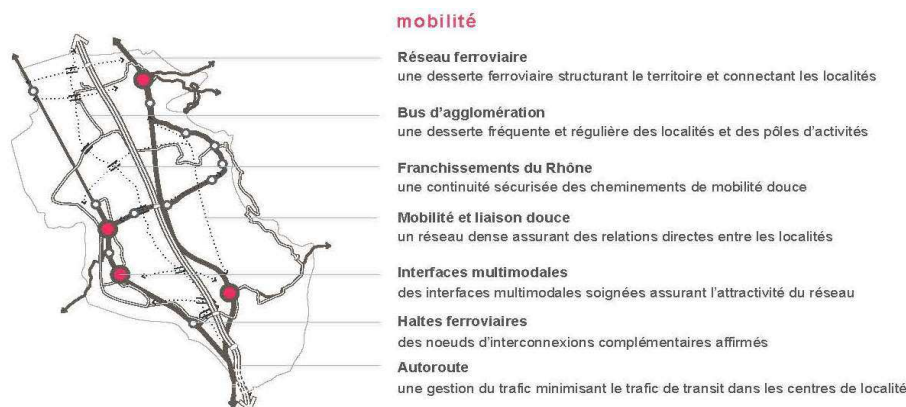 mobilité
Réseau ferroviaire
une desserte ferroviaire structurant le territoire et connectant les localités
Bus d’agglomération
une desserte fréquente et régulière des localités et des pôles d’activités
Franchissements du Rhône
une continuité sécurisée des cheminements de mobilité douce
Mobilité et liaison douce
un réseau dense assurant des relations directes entre les localités
Interfaces multimodales
des interfaces multimodales soignées assurant l’attractivité du réseau
Haltes ferroviaires
des noeuds d’interconnexions complémentaires affirmés
Autoroute
une gestion du trafic minimisant le trafic de transit dans les centres de localité